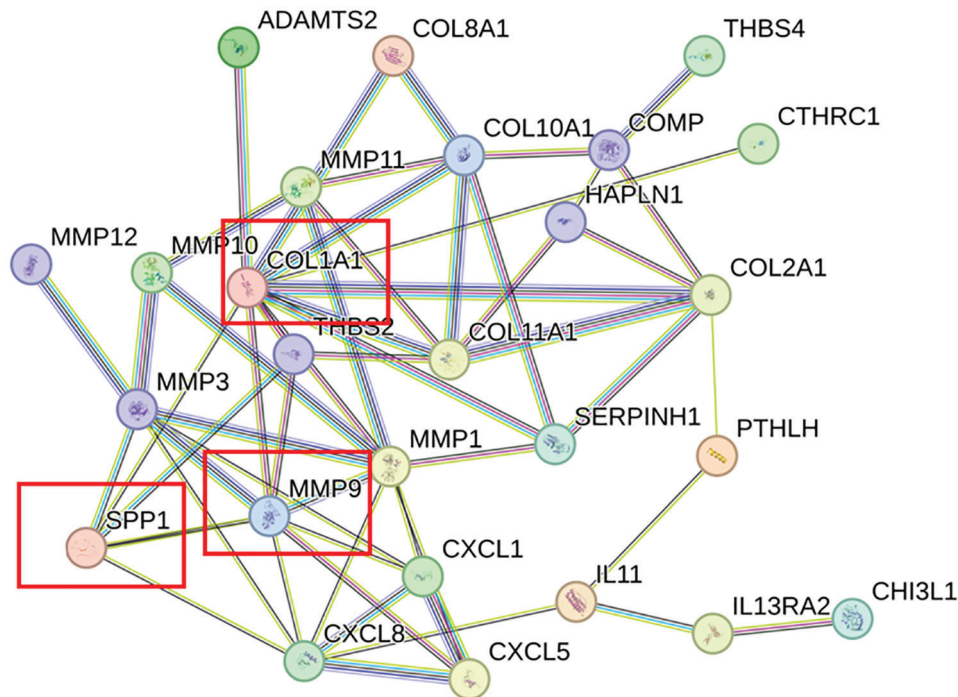 ADAMTS2
COL8A1
THBS4
CTHRC1
COL10A1
COMP
MMP11
HAPLN1
MMP12
MMP10
COL1A1
COL2A1
THBS2
COL11A1
MMP3
SERPINH1
PTHLH
MMP1
MMP9
SPP1
CXCL1
IL11
CHI3L1
IL13RA2
CXCL8
CXCL5